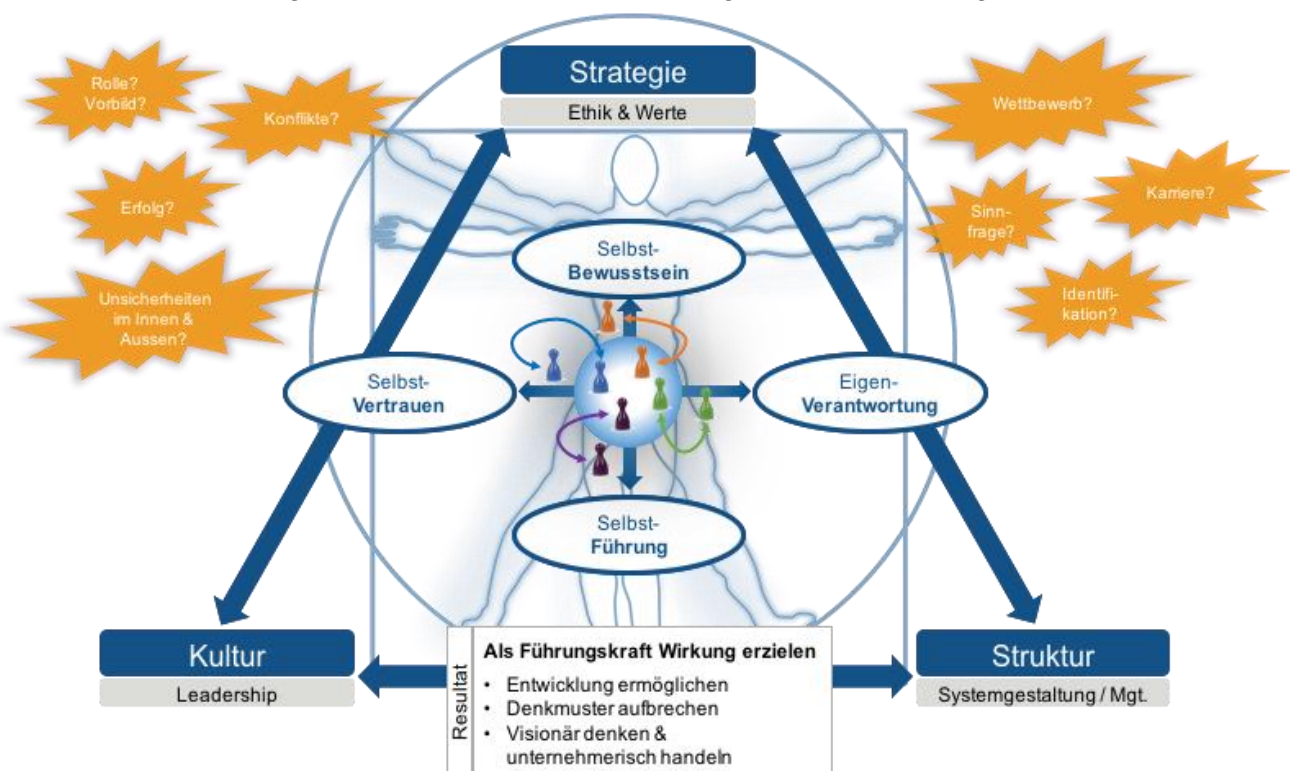 Strategie
Ethik & Werte
Rolle?
Vorbild?
Konflikte?
Erfolg?
Unsicherheiten
im Innen &
Aussen?
Wettbewerb?
Karriere?
Sinn-
frage?
Identifi-
kation?
Selbst-
Bewusstsein
Selbst-
Vertrauen
Eigen-
Verantwortung
Selbst-
Führung
Kultur
Leadership
Struktur
Systemgestaltung / Mgt.
Resultat
Als Führungskraft Wirkung erzielen
• Entwicklung ermöglichen
• Denkmuster aufbrechen
• Visionär denken &
unternehmerisch handeln